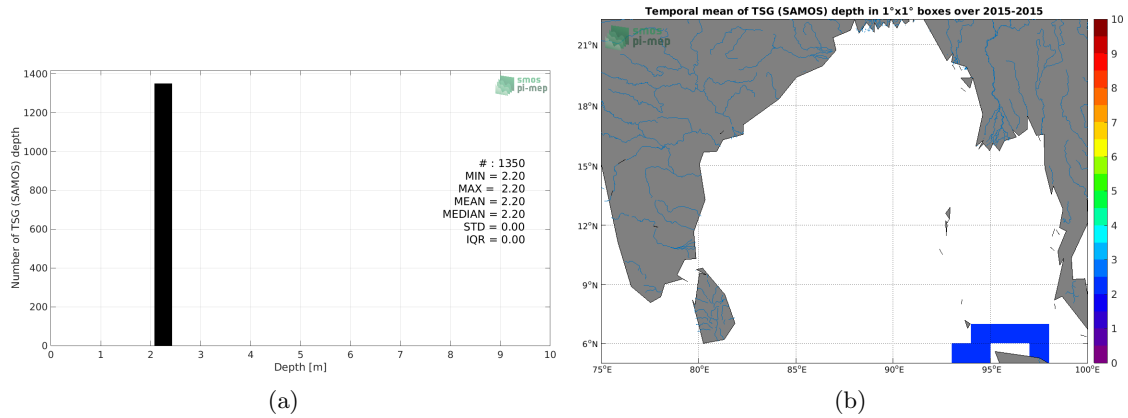 1400
1200
1000
800
600
400
200
0
Number of TSG (SAMOS) depth
smos
pi-mep
# : 1350
MIN = 2.20
MAX = 2.20
MEAN = 2.20
MEDIAN = 2.20
STD = 0.00
IQR = 0.00
0 1 2 3 4 5 6 7 8 9 10
Depth [m]
(a)
Temporal mean of TSG (SAMOS) depth in 1°x1° boxes over 2015-2015
smos
pi-mep
21°N
18°N
15°N
12°N
9°N
6°N
75°E 80°E 85°E 90°E 95°E 100°E
10
9
8
7
6
5
4
3
2
1
0
(b)